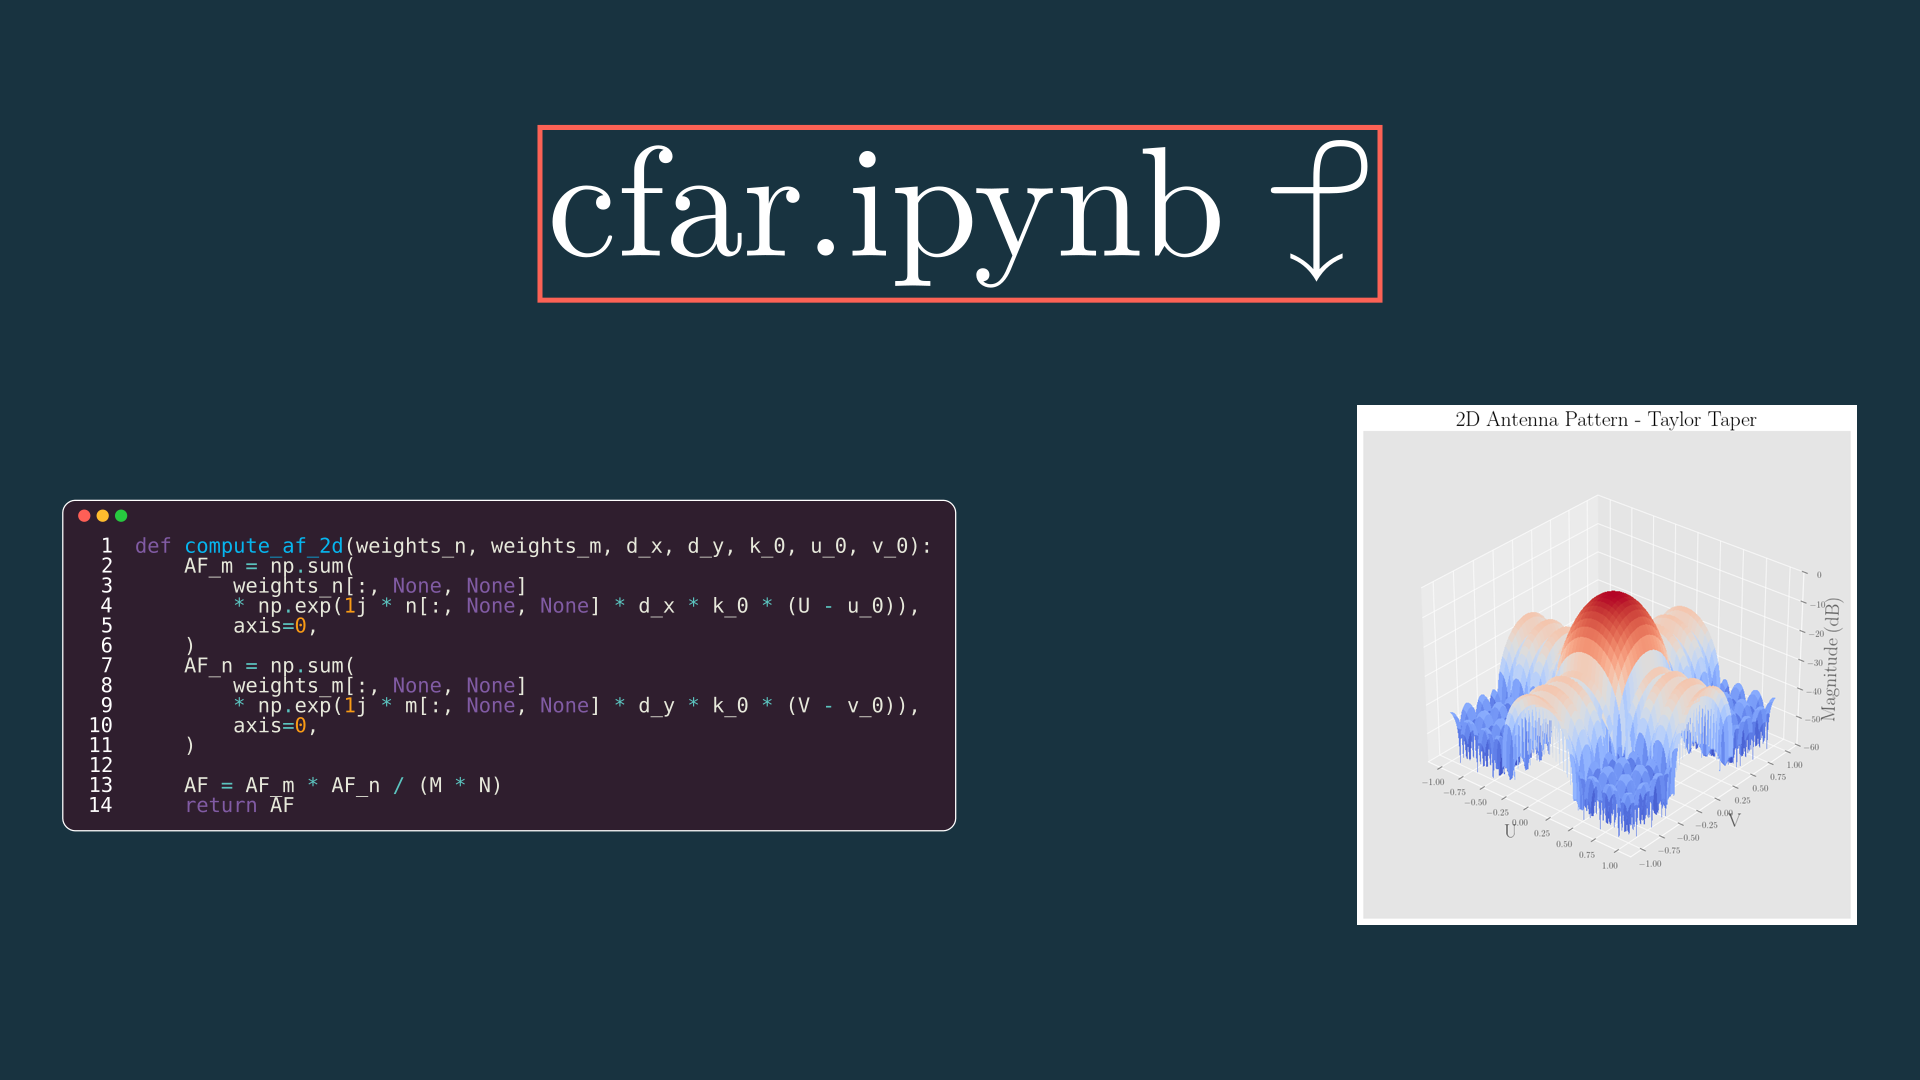 cfar.ipynb
1 def compute_af_2d(weights_n, weights_m, d_x, d_y, k_0, u_0, v_0):
2     AF_m = np.sum(
3         weights_n[:, None, None]
4         * np.exp(1j * n[:, None, None] * d_x * k_0 * (U - u_0)),
5         axis=0,
6     )
7     AF_n = np.sum(
8         weights_m[:, None, None]
9         * np.exp(1j * m[:, None, None] * d_y * k_0 * (V - v_0)),
10         axis=0,
11     )
12
13     AF = AF_m * AF_n / (M * N)
14     return AF
2D Antenna Pattern - Taylor Taper
0
−10
−20
−30
−40
−50
−60
Magnitude (dB)
−1.00
−0.75
−0.50
−0.25
0.00
0.25
0.50
0.75
1.00
U
−1.00
−0.75
−0.50
−0.25
0.00
0.25
0.50
0.75
1.00
V